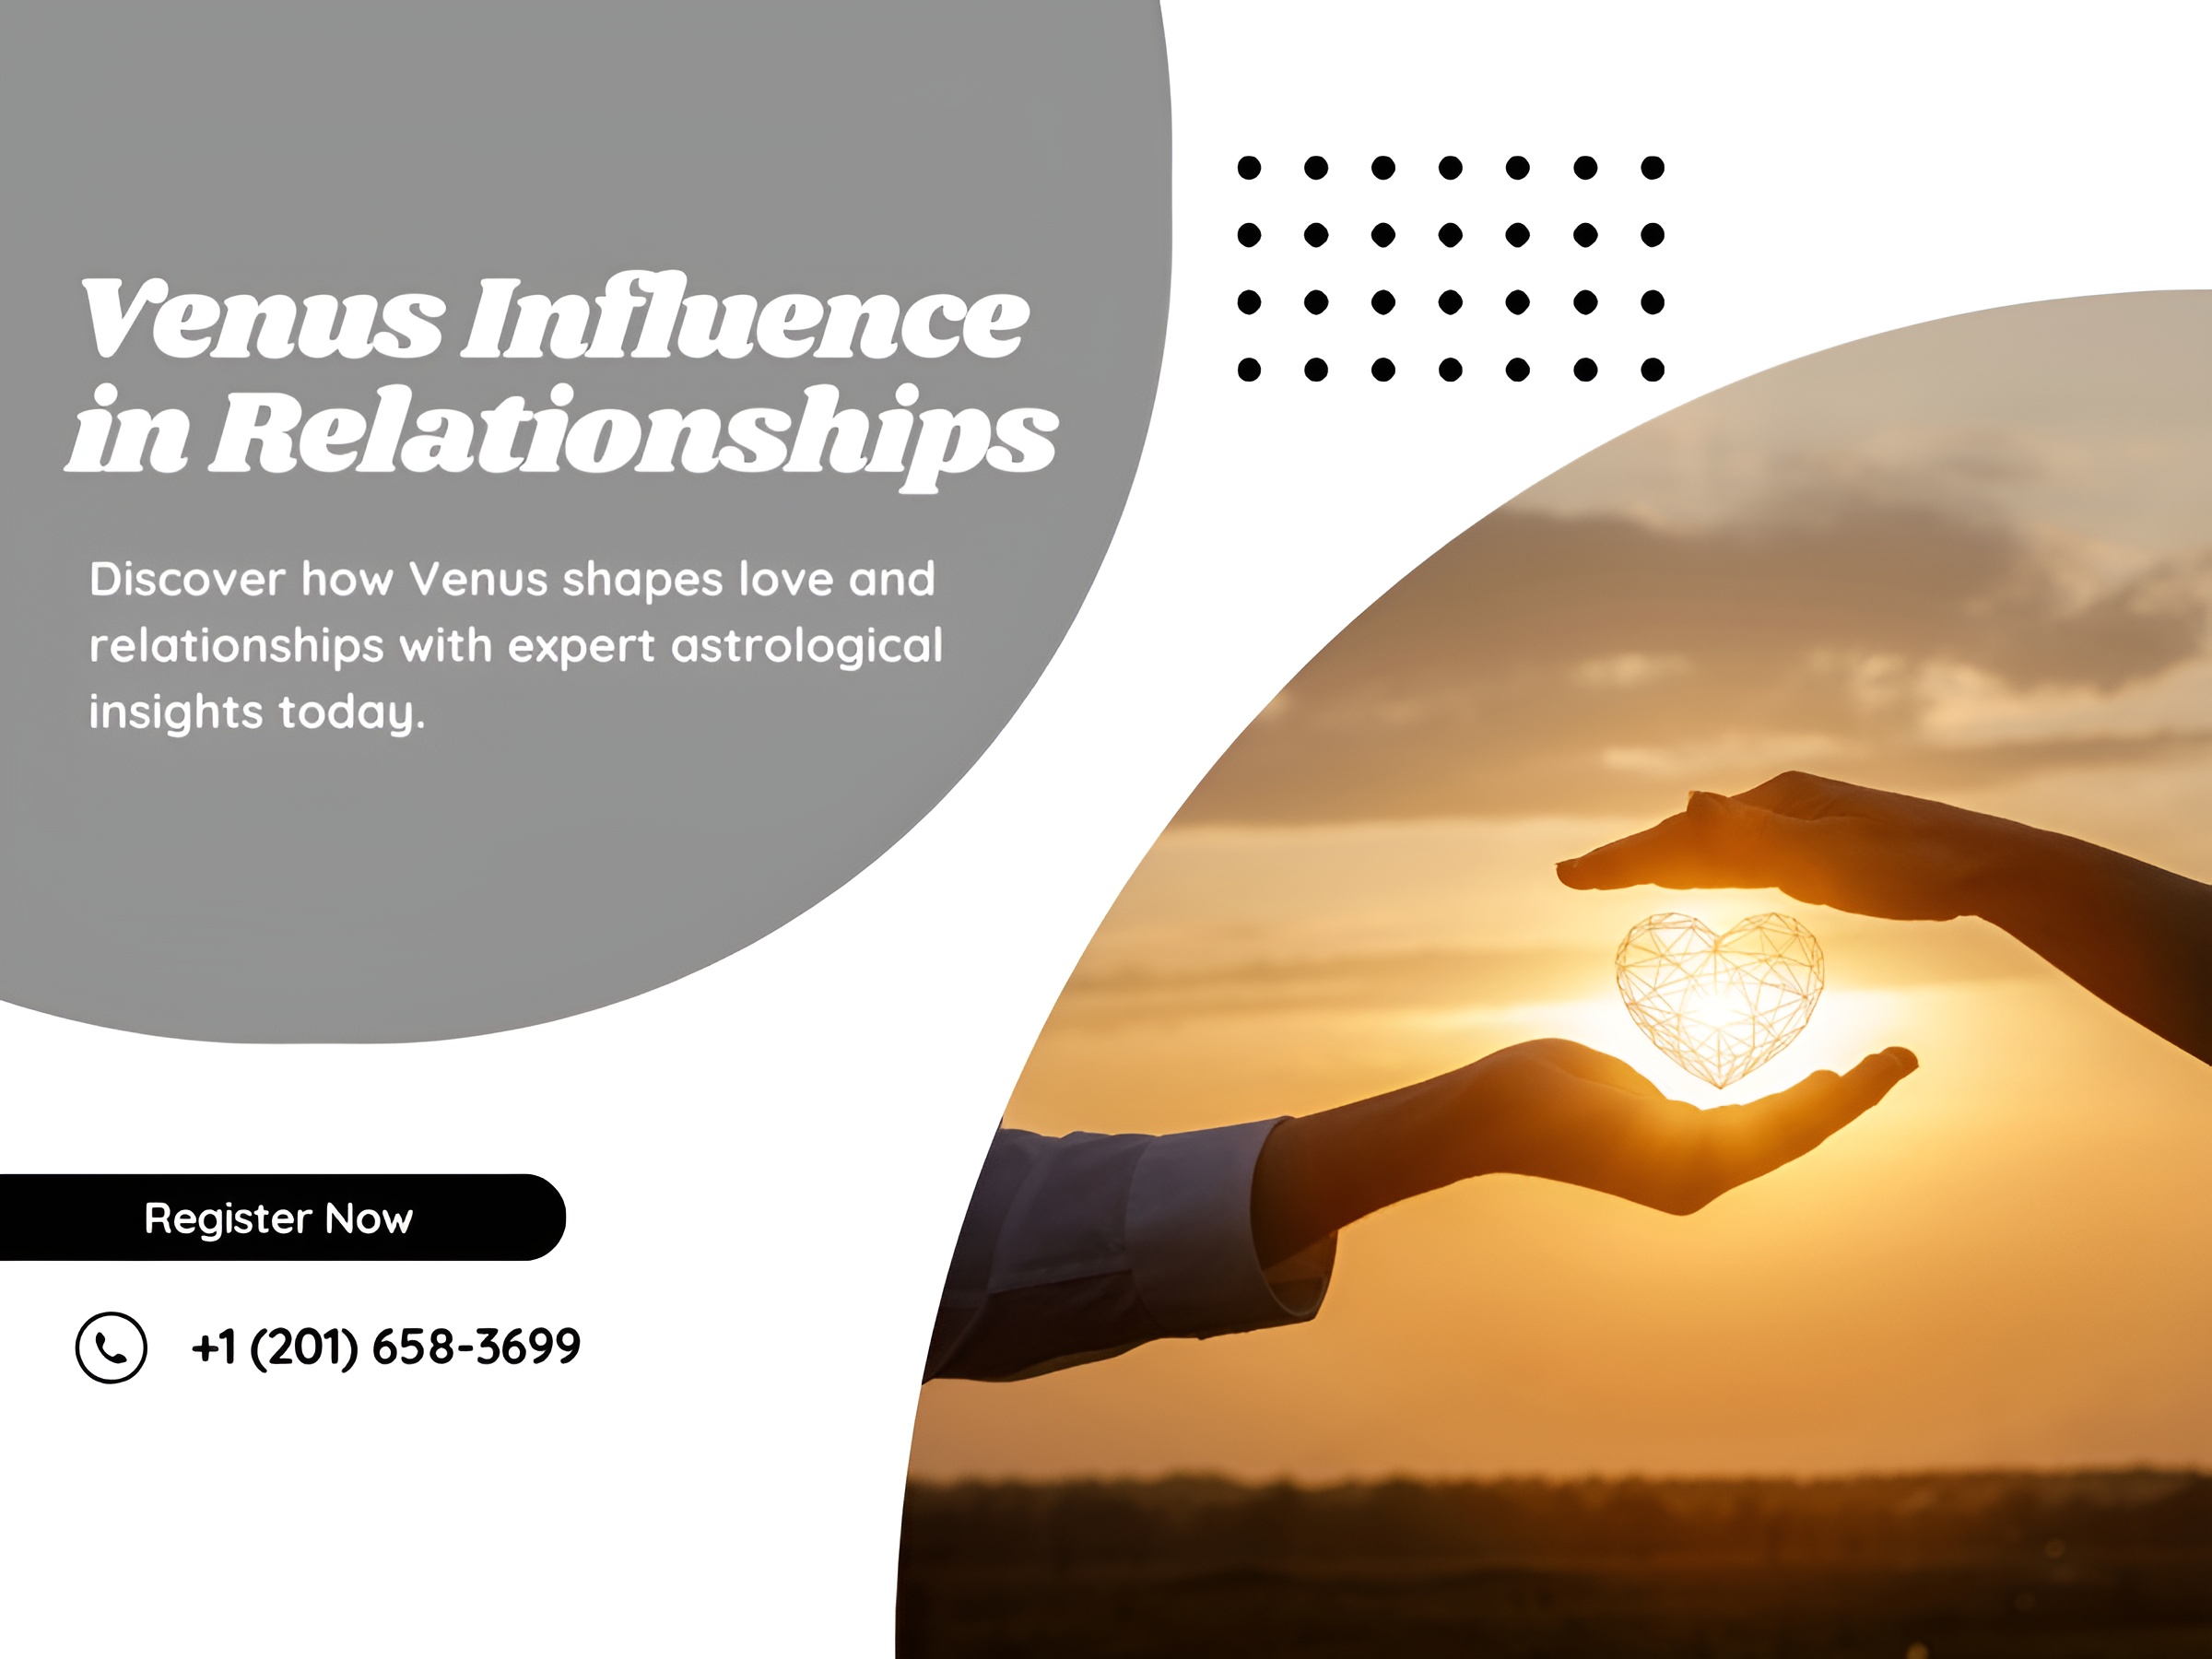 Venus Influence
in Relationships
Discover how Venus shapes love and
relationships with expert astrological
insights today.
Register Now
+1 (201) 658-3699